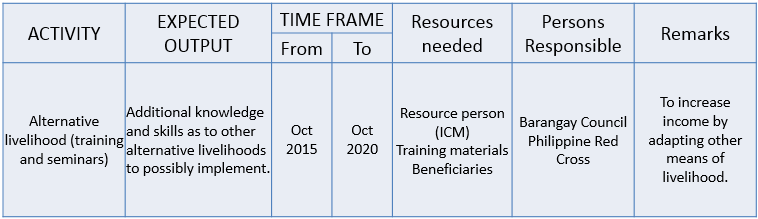 ACTIVITY
EXPECTED
OUTPUT
TIME FRAME
From
To
Resources
needed
Persons
Responsible
Remarks
Alternative
livelihood (training
and seminars)
Additional knowledge
and skills as to other
alternative livelihoods
to possibly implement.
Oct
2015
Oct
2020
Resource person
(ICM)
Training materials
Beneficiaries
Barangay Council
Philippine Red
Cross
To increase
income by
adapting other
means of
livelihood.